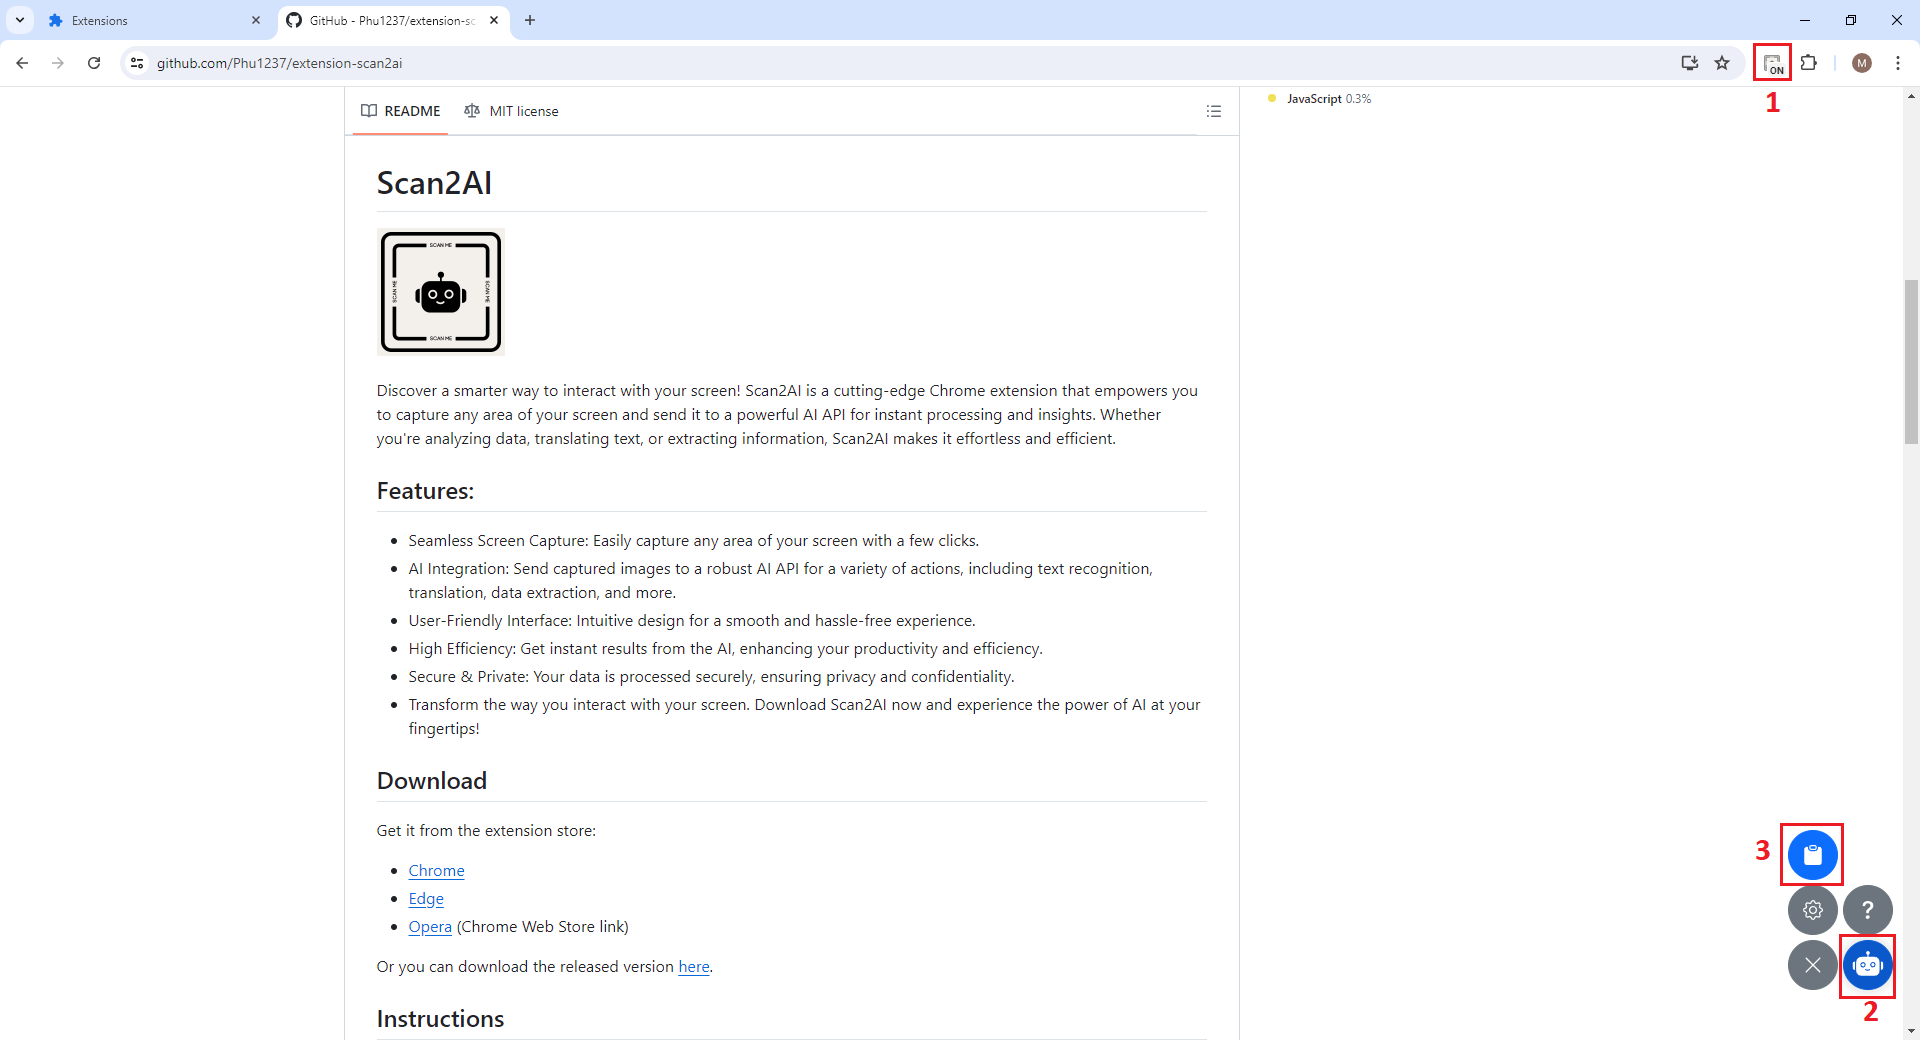 Extensions
GitHub - Phu1237/extension-sc
github.com/Phu1237/extension-scan2ai
ON
M
1
README
MIT license
JavaScript 0.3%
Scan2AI
SCAN ME
SCAN ME
SCAN ME
SCAN ME
Discover a smarter way to interact with your screen! Scan2AI is a cutting-edge Chrome extension that empowers you
to capture any area of your screen and send it to a powerful AI API for instant processing and insights. Whether
you're analyzing data, translating text, or extracting information, Scan2AI makes it effortless and efficient.
Features:
• Seamless Screen Capture: Easily capture any area of your screen with a few clicks.
• AI Integration: Send captured images to a robust AI API for a variety of actions, including text recognition,
translation, data extraction, and more.
• User-Friendly Interface: Intuitive design for a smooth and hassle-free experience.
• High Efficiency: Get instant results from the AI, enhancing your productivity and efficiency.
• Secure & Private: Your data is processed securely, ensuring privacy and confidentiality.
• Transform the way you interact with your screen. Download Scan2AI now and experience the power of AI at your
fingertips!
Download
Get it from the extension store:
• Chrome
• Edge
• Opera (Chrome Web Store link)
Or you can download the released version here.
Instructions
3
?
2